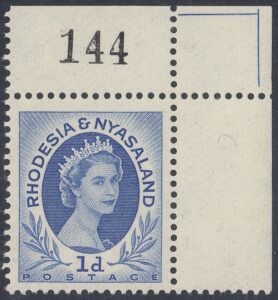 144
RHODESIA & NYASALAND
1d
POSTAGE